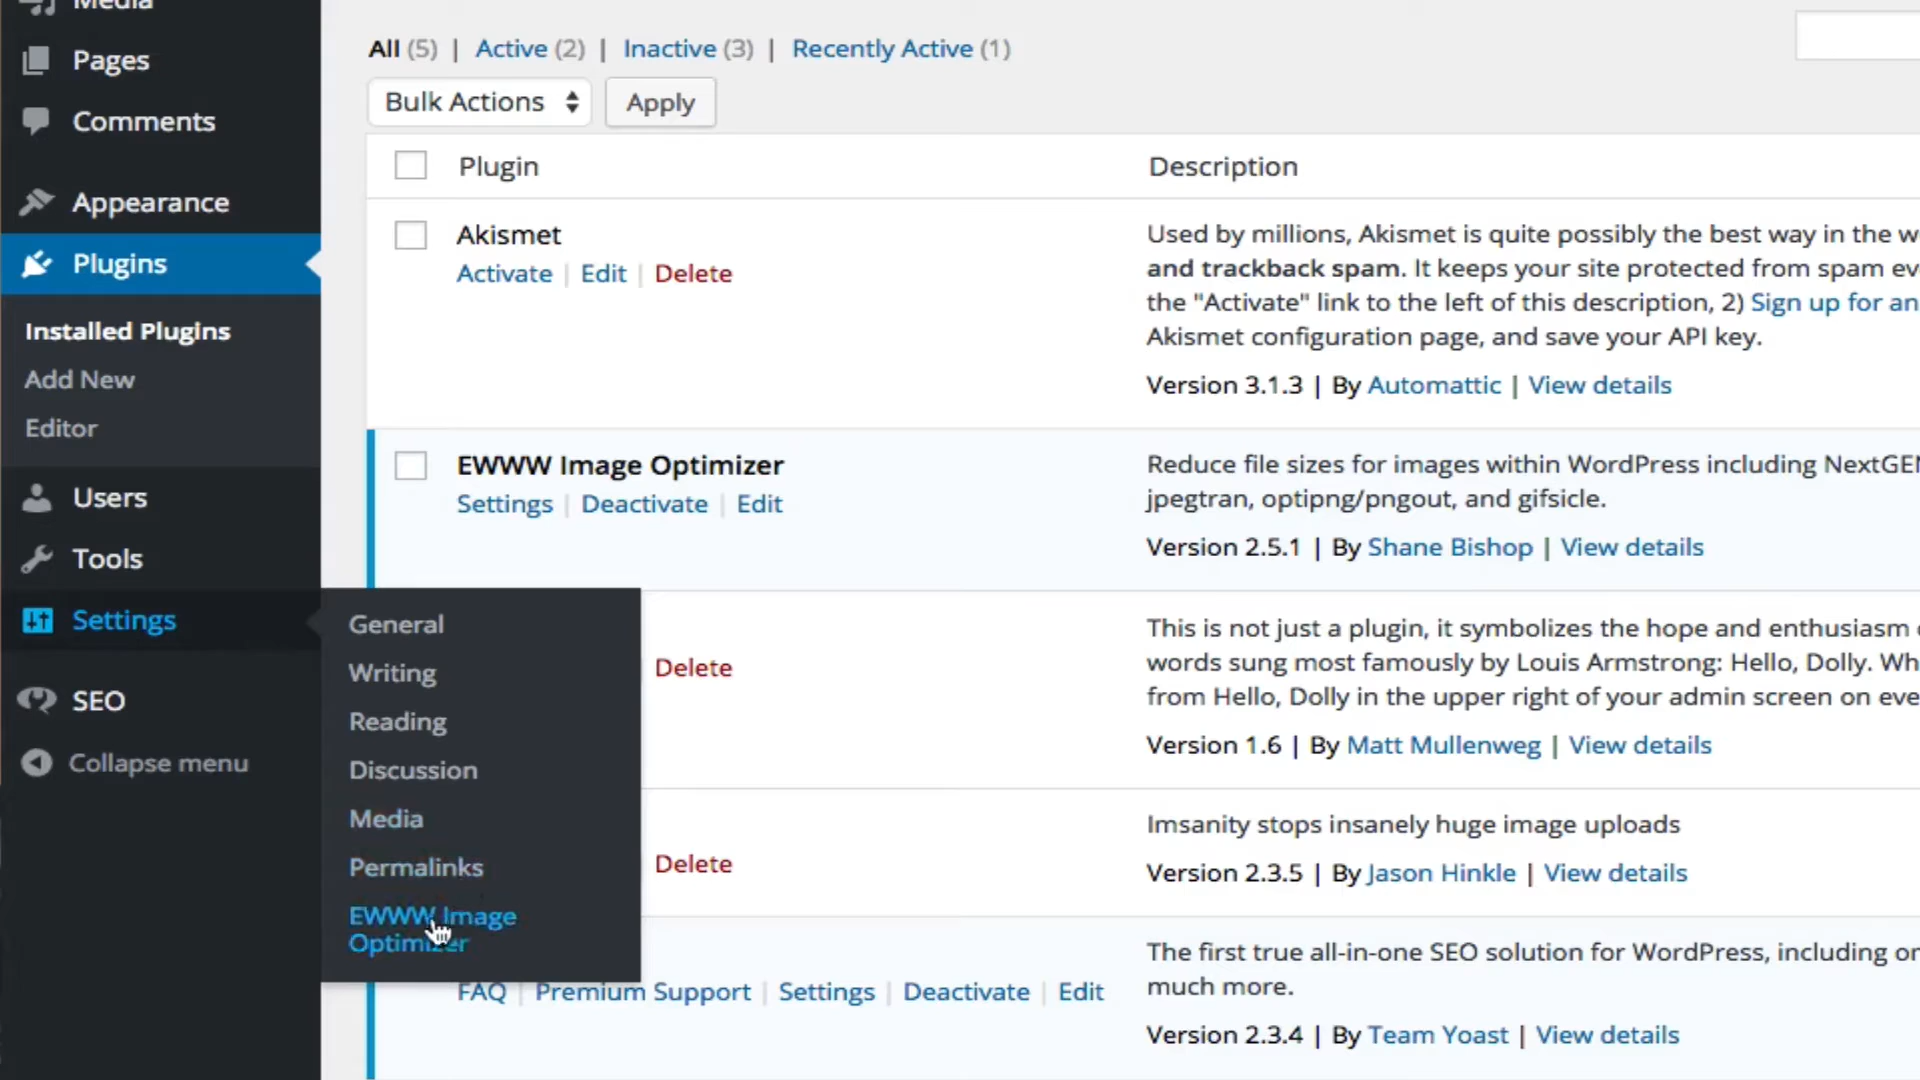 Media
Pages
Comments
Appearance
Plugins
Installed Plugins
Add New
Editor
Users
Tools
Settings
SEO
Collapse menu
General
Writing
Reading
Discussion
Media
Permalinks
EWWW Image
Optimizer
All (5) | Active (2) | Inactive (3) | Recently Active (1)
Bulk Actions Apply
Plugin Description
Akismet
Activate | Edit | Delete
Used by millions, Akismet is quite possibly the best way in the w
and trackback spam. It keeps your site protected from spam ev
the "Activate" link to the left of this description, 2) Sign up for an
Akismet configuration page, and save your API key.
Version 3.1.3 | By Automattic | View details
EWWW Image Optimizer
Settings | Deactivate | Edit
Reduce file sizes for images within WordPress including NextGEN
jpegtran, optipng/pngout, and gifsicle.
Version 2.5.1 | By Shane Bishop | View details
Delete
This is not just a plugin, it symbolizes the hope and enthusiasm
words sung most famously by Louis Armstrong: Hello, Dolly. Wh
from Hello, Dolly in the upper right of your admin screen on eve
Version 1.6 | By Matt Mullenweg | View details
Delete
Imsanity stops insanely huge image uploads
Version 2.3.5 | By Jason Hinkle | View details
FAQ | Premium Support | Settings | Deactivate | Edit
The first true all-in-one SEO solution for WordPress, including on
much more.
Version 2.3.4 | By Team Yoast | View details